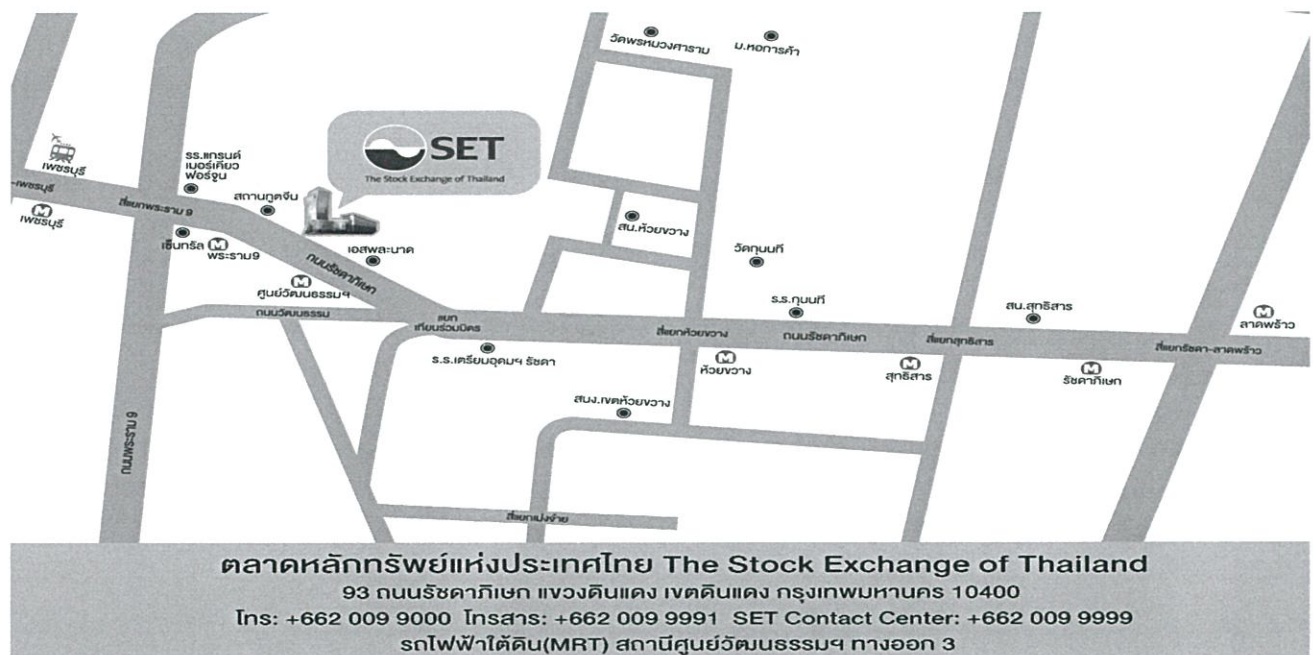 วัดพรหมวงศาราม
ม.หอการค้า
SET
The Stock Exchange of Thailand
เพชรบุรี
-เพชรบุรี
เพชรบุรี
รร.แกรนด์
เมอร์เคียว
ฟอร์จูน
สถานทูตจีน
สี่แยกพระราม 9
เซ็นทรัล
M
พระราม9
M
เอสพละนาด
ถนนรัชดาภิเษก
M
ศูนย์วัฒนธรรมฯ
ถนนวัฒนธรรม
แยก
เทียนร่วมมิตร
ร.ร.เตรียมอุดมฯ รัชดา
สน.ห้วยขวาง
วัดกุนนที
ร.ร.กุนนที
สี่แยกห้วยขวาง
ถนนรัชดาภิเษก
M
ห้วยขวาง
สนง.เขตห้วยขวาง
สี่แยกสุทธิสาร
M
สุทธิสาร
สน.สุทธิสาร
M
รัชดาภิเษก
M
ลาดพร้าว
สี่แยกรัชดา-ลาดพร้าว
ถนนพระราม 9
สี่แยกเม่งจ๋าย
ตลาดหลักทรัพย์แห่งประเทศไทย The Stock Exchange of Thailand
93 ถนนรัชดาภิเษก แขวงดินแดง เขตดินแดง กรุงเทพมหานคร 10400
โทร: +662 009 9000 โทรสาร: +662 009 9991 SET Contact Center: +662 009 9999
รถไฟฟ้าใต้ดิน(MRT) สถานีศูนย์วัฒนธรรมฯ ทางออก 3